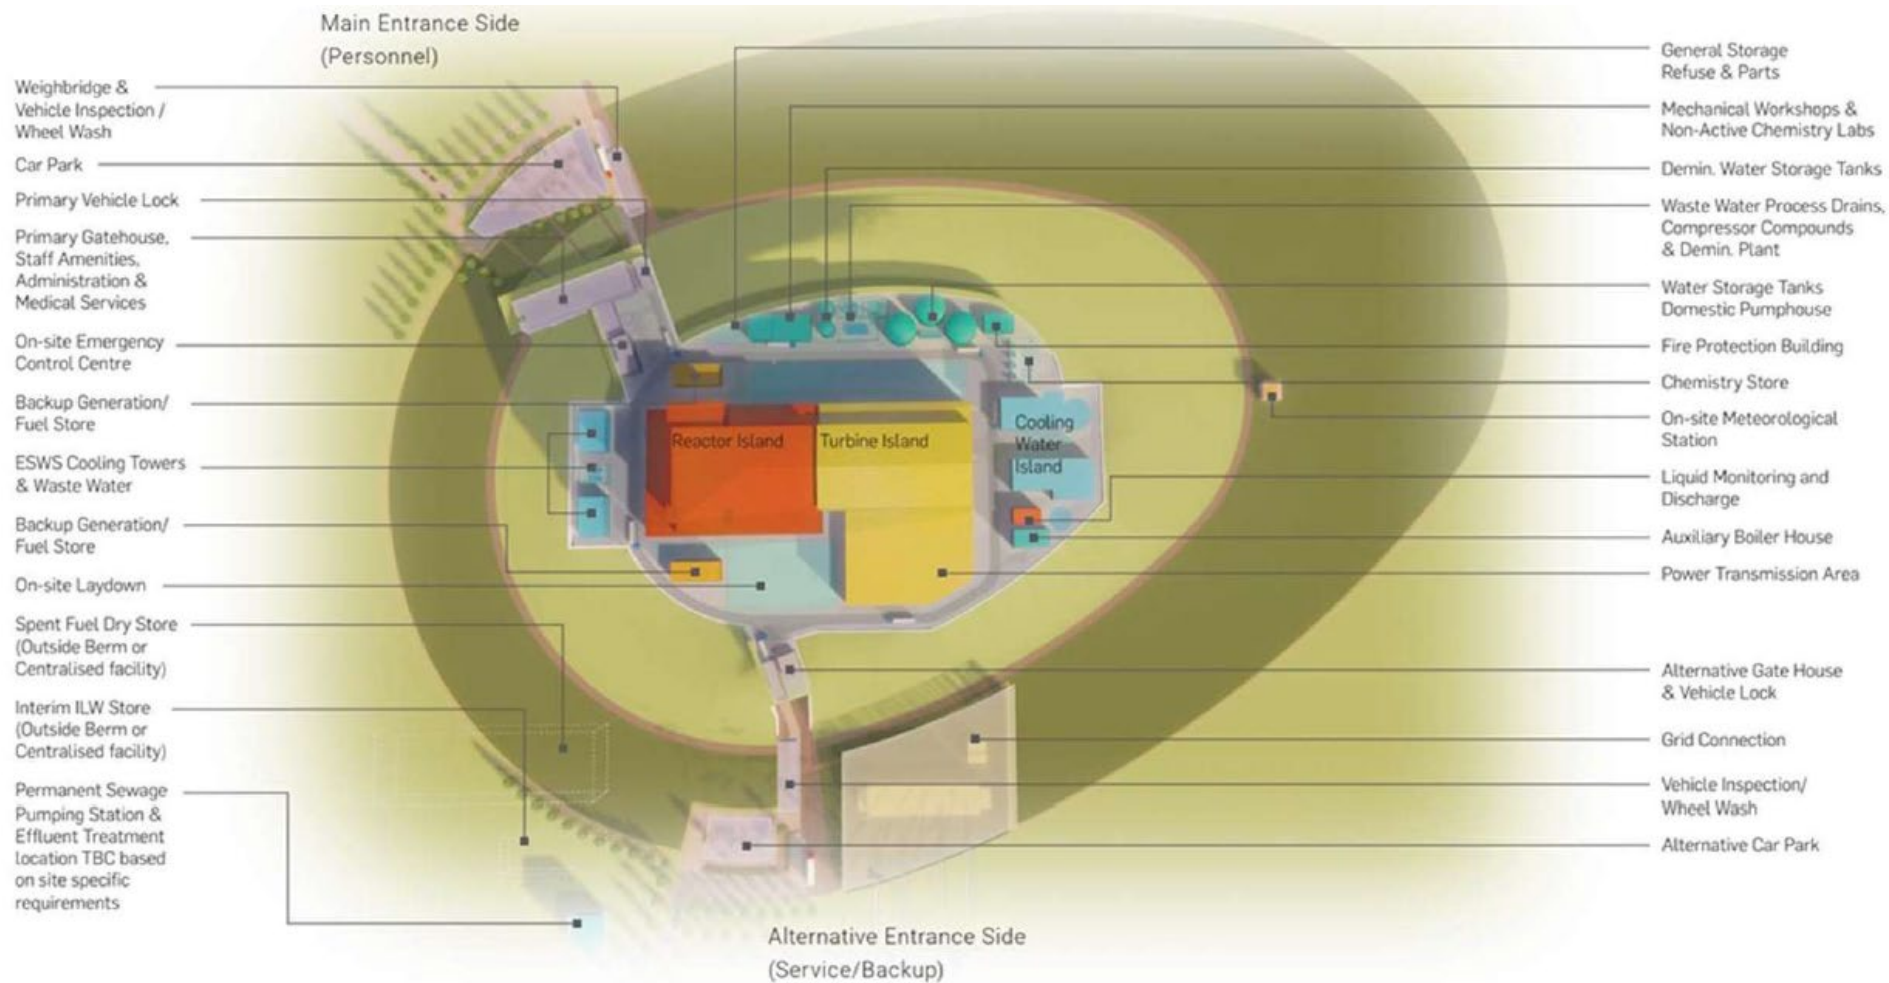 Main Entrance Side
(Personnel)
Weighbridge &
Vehicle Inspection /
Wheel Wash
Car Park
Primary Vehicle Lock
Primary Gatehouse,
Staff Amenities,
Administration &
Medical Services
On-site Emergency
Control Centre
Backup Generation/
Fuel Store
ESWS Cooling Towers
& Waste Water
Backup Generation/
Fuel Store
On-site Laydown
Spent Fuel Dry Store
(Outside Berm or
Centralised facility)
Interim ILW Store
(Outside Berm or
Centralised facility)
Permanent Sewage
Pumping Station &
Effluent Treatment
location TBC based
on site specific
requirements
Reactor Island
Turbine Island
Cooling
Water
Island
General Storage
Refuse & Parts
Mechanical Workshops &
Non-Active Chemistry Labs
Demin. Water Storage Tanks
Waste Water Process Drains,
Compressor Compounds
& Demin. Plant
Water Storage Tanks
Domestic Pumphouse
Fire Protection Building
Chemistry Store
On-site Meteorological
Station
Liquid Monitoring and
Discharge
Auxiliary Boiler House
Power Transmission Area
Alternative Gate House
& Vehicle Lock
Grid Connection
Vehicle Inspection/
Wheel Wash
Alternative Car Park
Alternative Entrance Side
(Service/Backup)